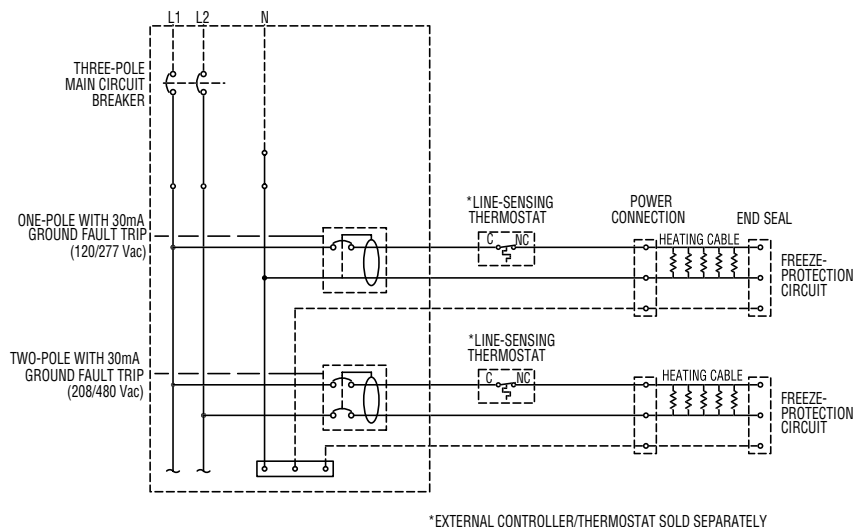 L1 L2 N
THREE-POLE
MAIN CIRCUIT
BREAKER
ONE-POLE WITH 30mA
GROUND FAULT TRIP
(120/277 Vac)
*LINE-SENSING
THERMOSTAT
C NC
POWER
CONNECTION
END SEAL
HEATING CABLE
FREEZE-
PROTECTION
CIRCUIT
TWO-POLE WITH 30mA
GROUND FAULT TRIP
(208/480 Vac)
*LINE-SENSING
THERMOSTAT
C NC
HEATING CABLE
FREEZE-
PROTECTION
CIRCUIT
*EXTERNAL CONTROLLER/THERMOSTAT SOLD SEPARATELY